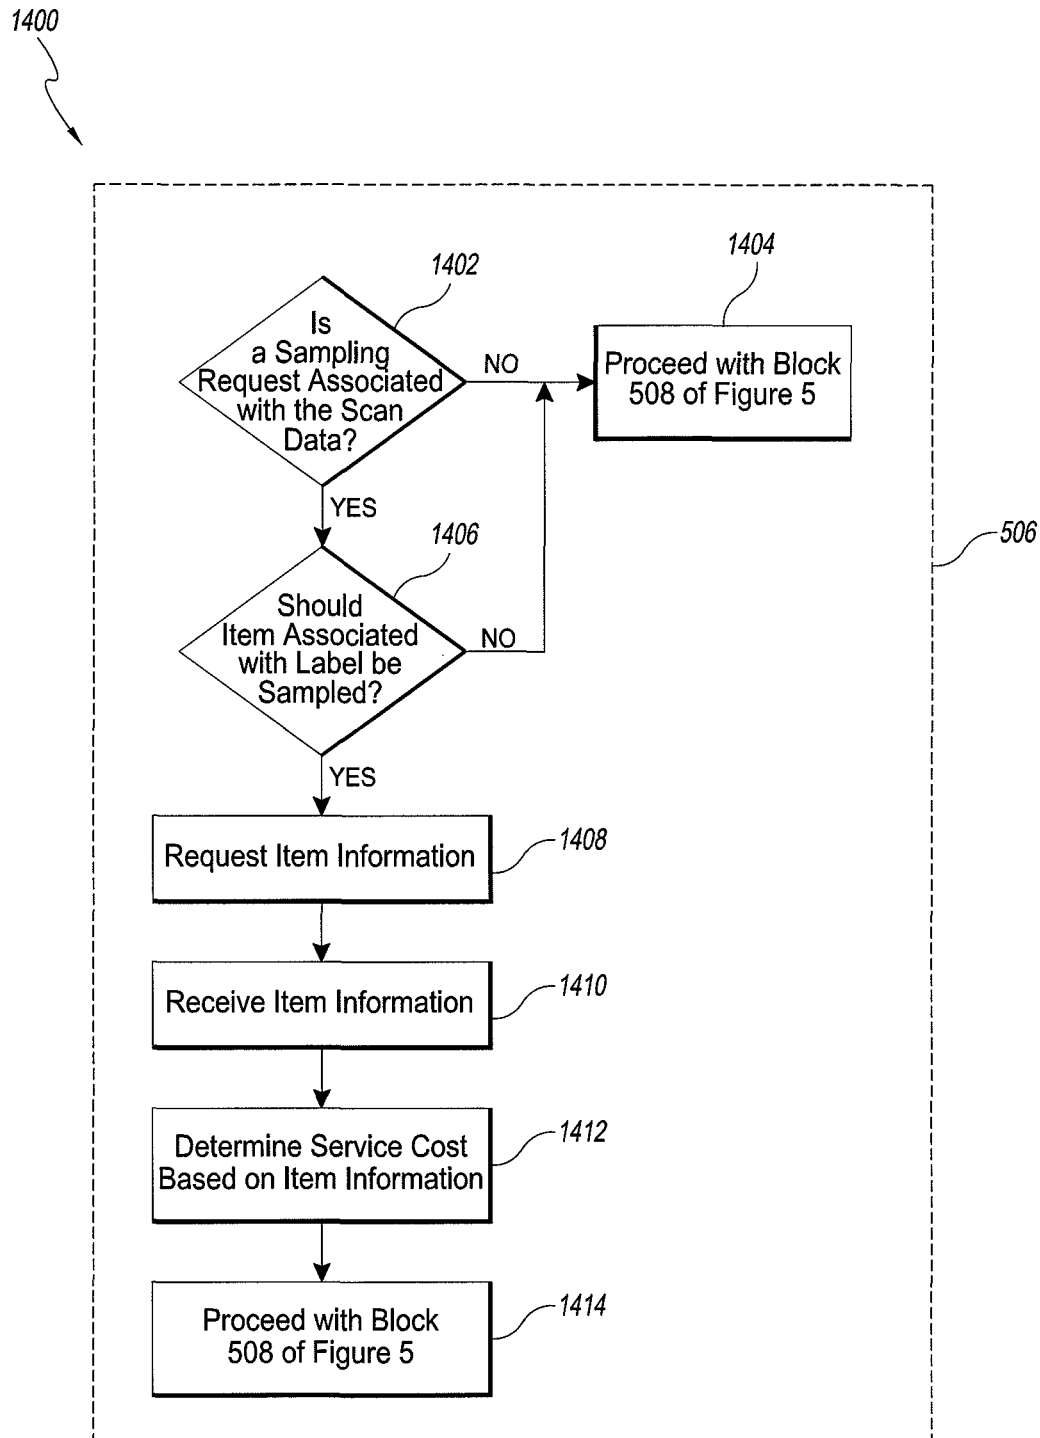 1400
1402
1404
Is
a Sampling
Request Associated
with the Scan
Data?
NO
Proceed with Block
508 of Figure 5
YES
1406
506
Should
Item Associated
with Label be
Sampled?
NO
YES
Request Item Information
1408
Receive Item Information
1410
Determine Service Cost
Based on Item Information
1412
Proceed with Block
508 of Figure 5
1414